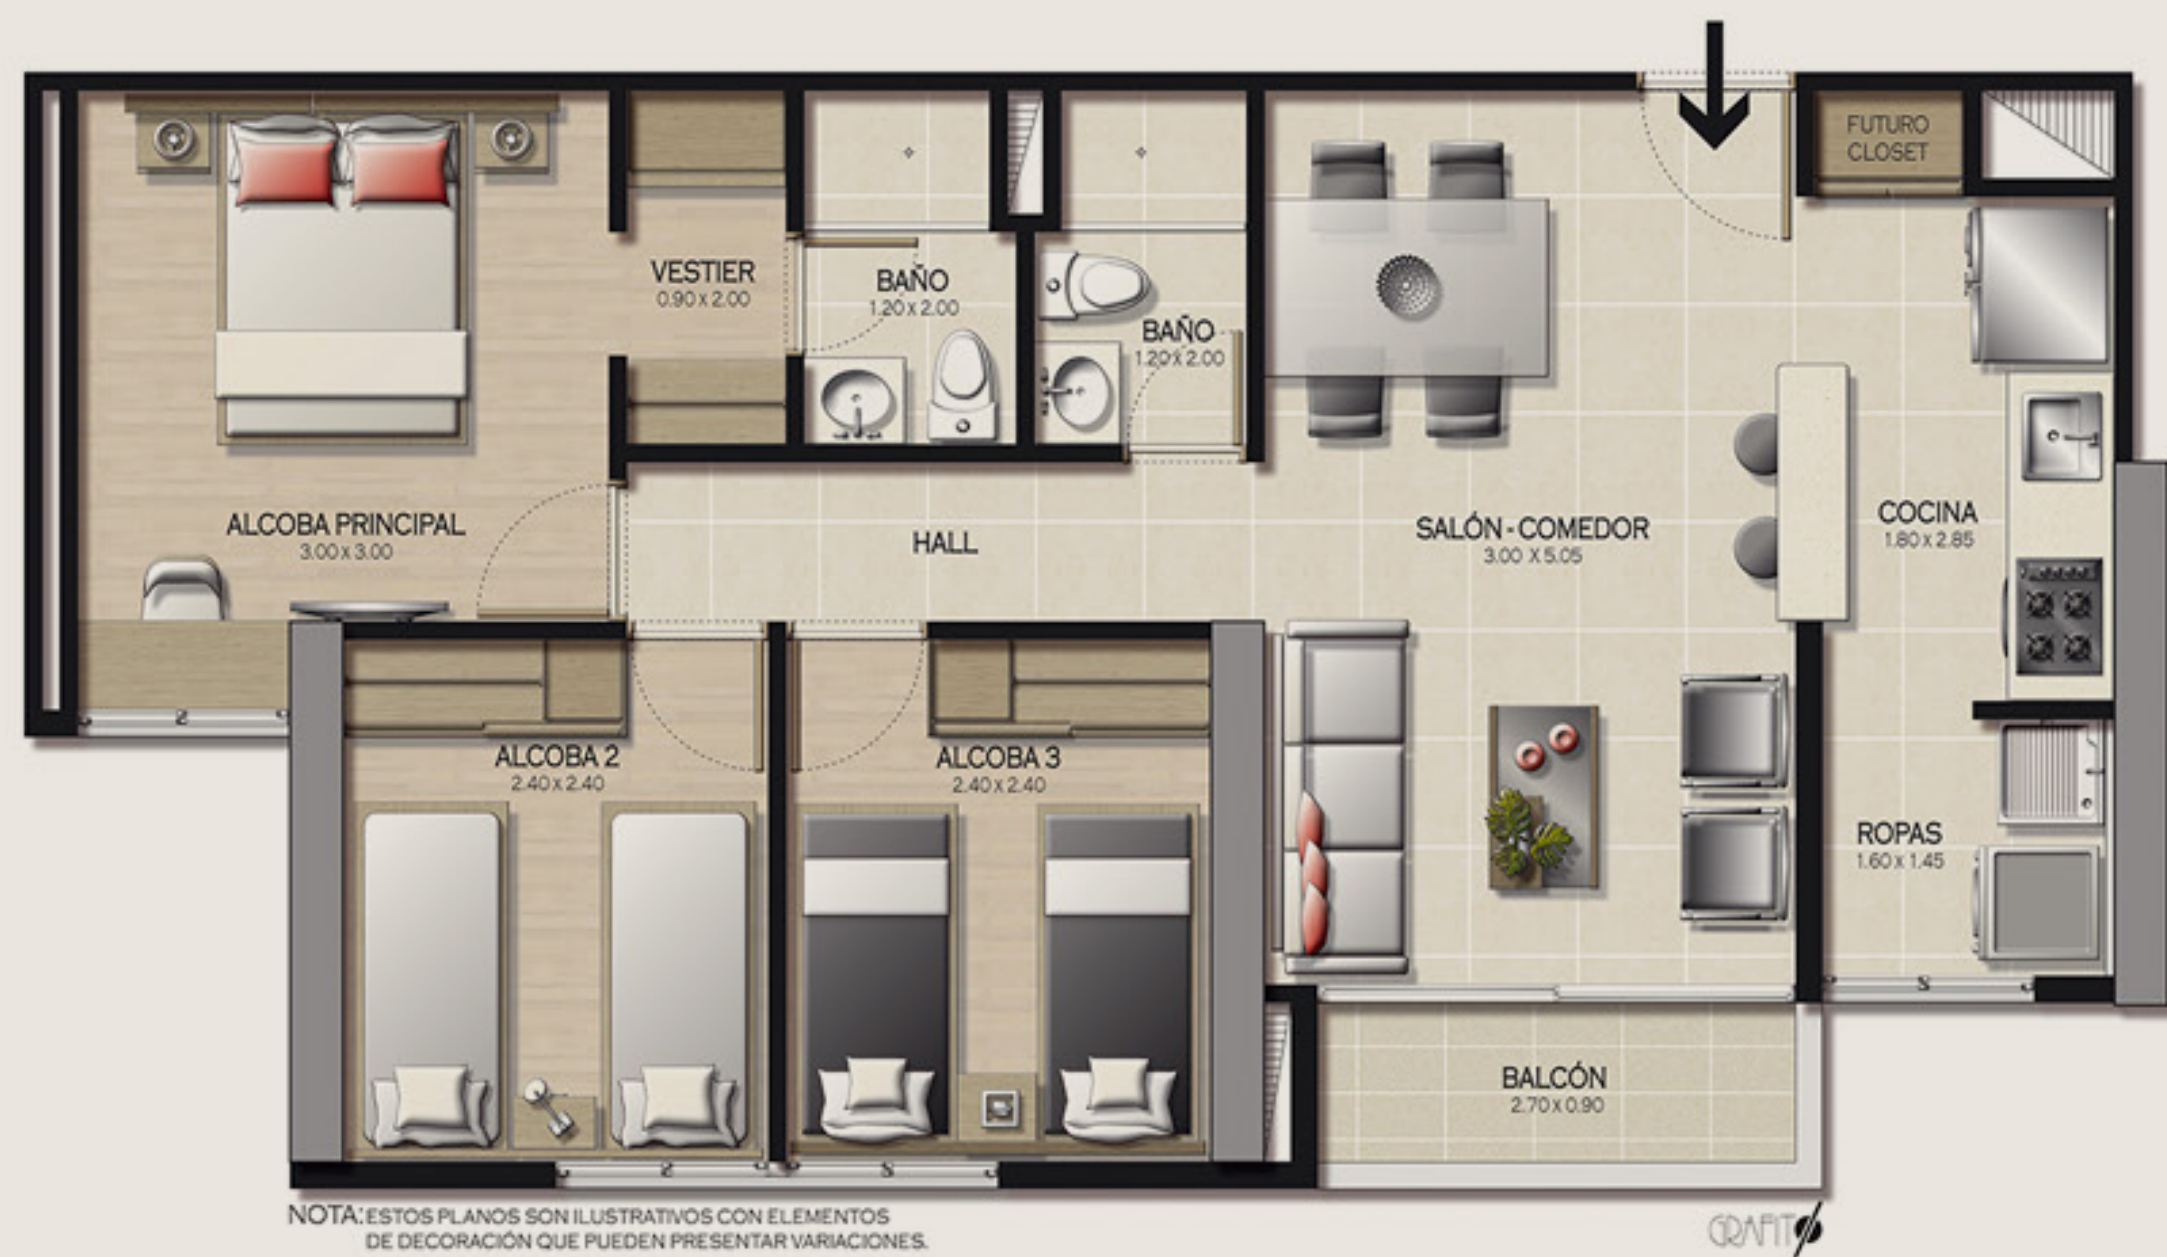 FUTURO
CLOSET
VESTIER
0.90 x 2.00
BAÑO
1.20 x 2.00
BAÑO
1.20 x 2.00
ALCOBA PRINCIPAL
3.00 x 3.00
HALL
SALÓN - COMEDOR
3.00 X 5.05
COCINA
1.80 x 2.85
ALCOBA 2
2.40 x 2.40
ALCOBA 3
2.40 x 2.40
ROPAS
1.60 x 1.45
BALCÓN
2.70 x 0.90
NOTA: ESTOS PLANOS SON ILUSTRATIVOS CON ELEMENTOS
DE DECORACIÓN QUE PUEDEN PRESENTAR VARIACIONES.
GRAFITO